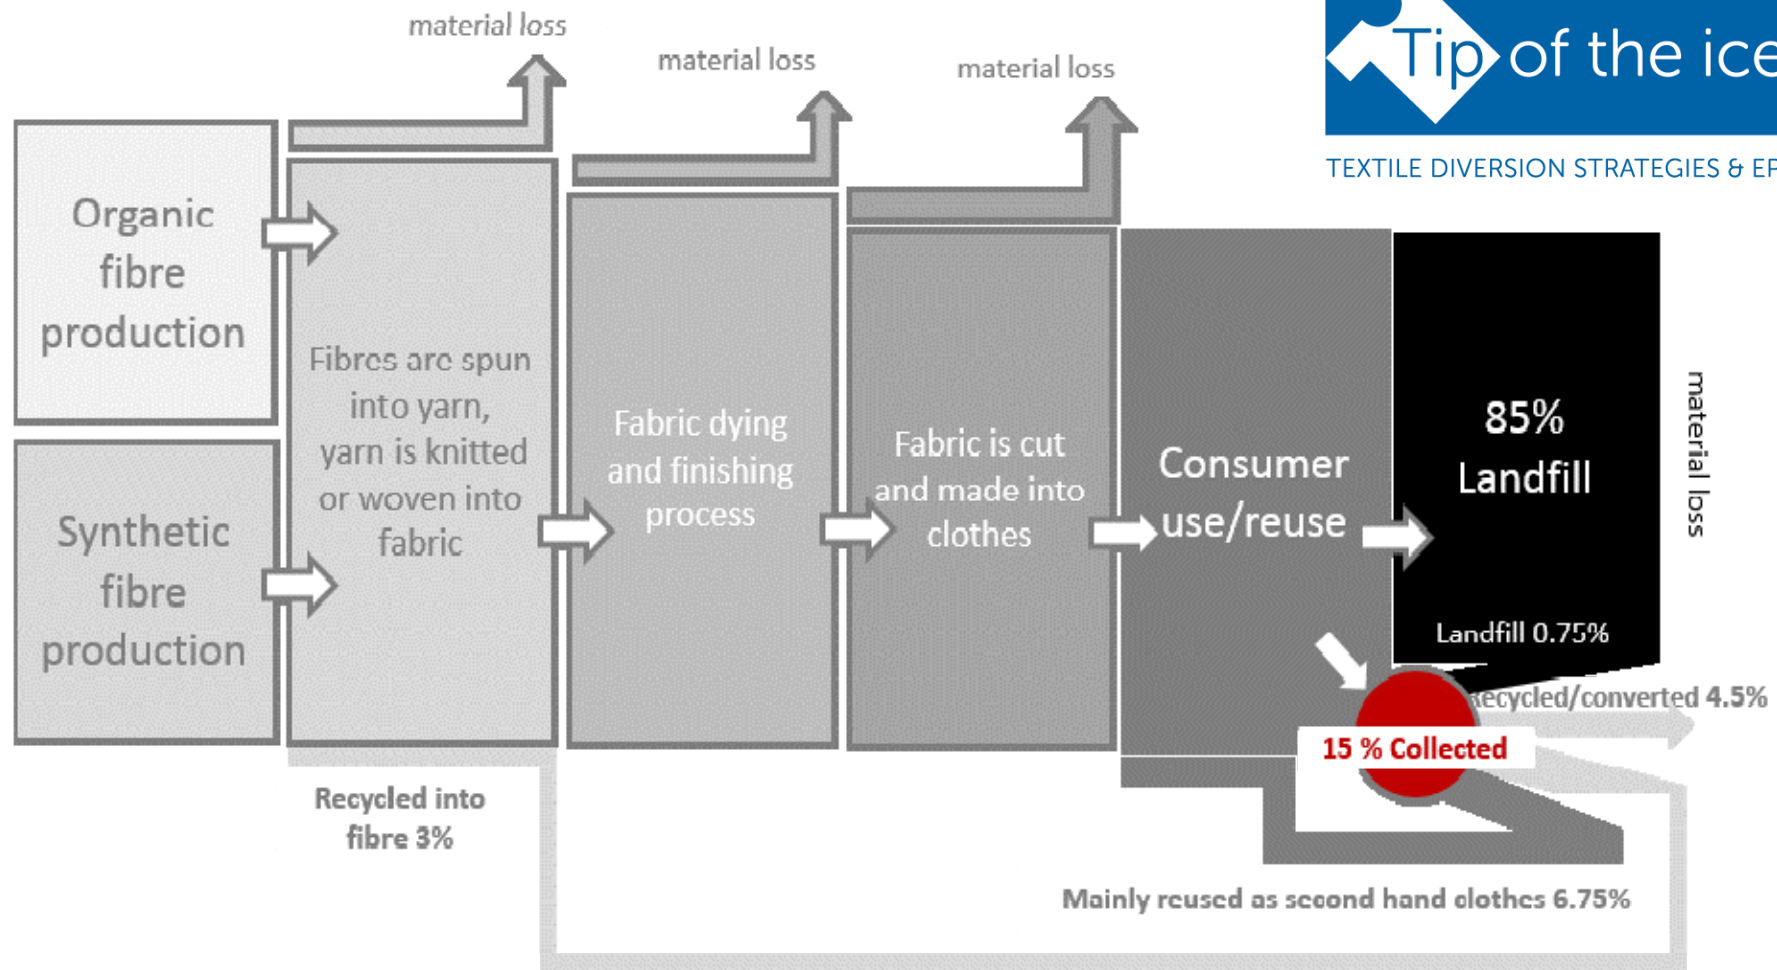 material loss
material loss
material loss
Tip of the ice
TEXTILE DIVERSION STRATEGIES & EP
Organic
fibre
production
Synthetic
fibre
production
Fibres are spun
into yarn,
yarn is knitted
or woven into
fabric
Fabric dying
and finishing
process
Fabric is cut
and made into
clothes
Consumer
use/reuse
85%
Landfill
Landfill 0.75%
material loss
Recycled/converted 4.5%
15 % Collected
Recycled into
fibre 3%
Mainly reused as second hand clothes 6.75%